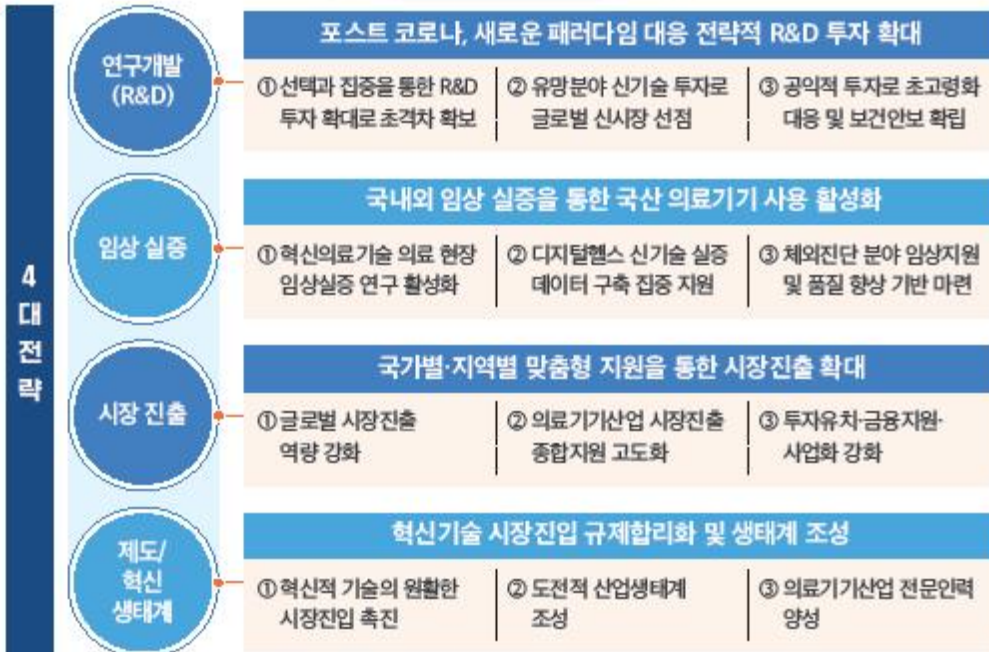 4대전략
연구개발
(R&D)
포스트 코로나, 새로운 패러다임 대응 전략적 R&D 투자 확대
① 선택과 집중을 통한 R&D
투자 확대로 초격차 확보
② 유망분야 신기술 투자로
글로벌 신시장 선점
③ 공익적 투자로 초고령화
대응 및 보건안보 확립
임상 실증
국내외 임상 실증을 통한 국산 의료기기 사용 활성화
① 혁신의료기술 의료 현장
임상실증 연구 활성화
② 디지털헬스 신기술 실증
데이터 구축 집중 지원
③ 체외진단 분야 임상지원
및 품질 향상 기반 마련
시장 진출
국가별·지역별 맞춤형 지원을 통한 시장진출 확대
① 글로벌 시장진출
역량 강화
② 의료기기산업 시장진출
종합지원 고도화
③ 투자유치·금융지원·
사업화 강화
제도/
혁신
생태계
혁신기술 시장진입 규제합리화 및 생태계 조성
① 혁신적 기술의 원활한
시장진입 촉진
② 도전적 산업생태계
조성
③ 의료기기산업 전문인력
양성